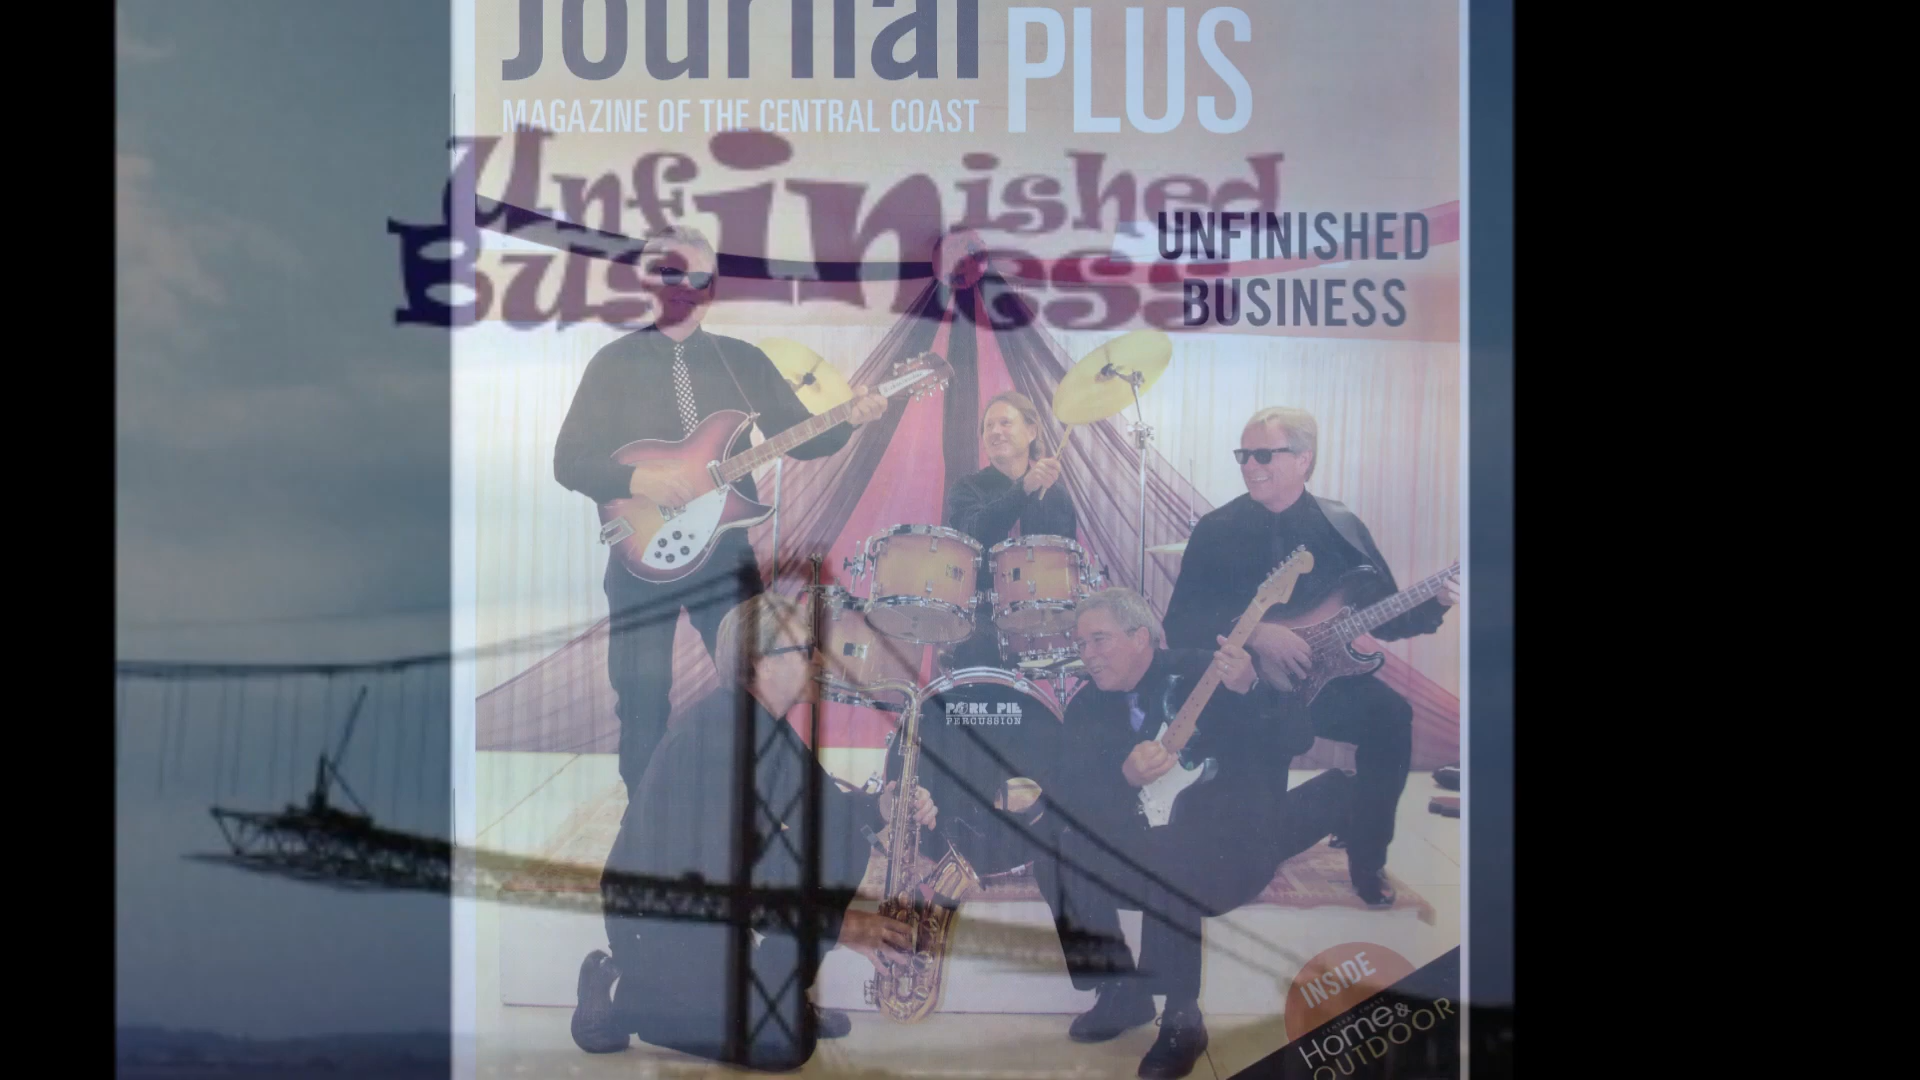 Journal PLUS
MAGAZINE OF THE CENTRAL COAST
Unfinished
Business
UNFINISHED
BUSINESS
PORK PIE
PERCUSSION
INSIDE
Home &
OUTDOOR